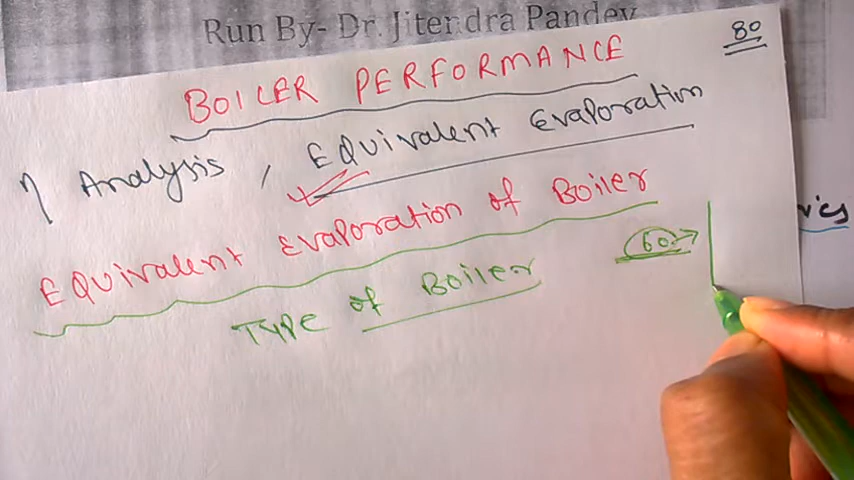 Run By- Dr. Jitendra Pandey
80
BOILER PERFORMANCE
η Analysis, Equivalent Evaporation
Equivalent Evaporation of Boiler
60
Type of Boiler